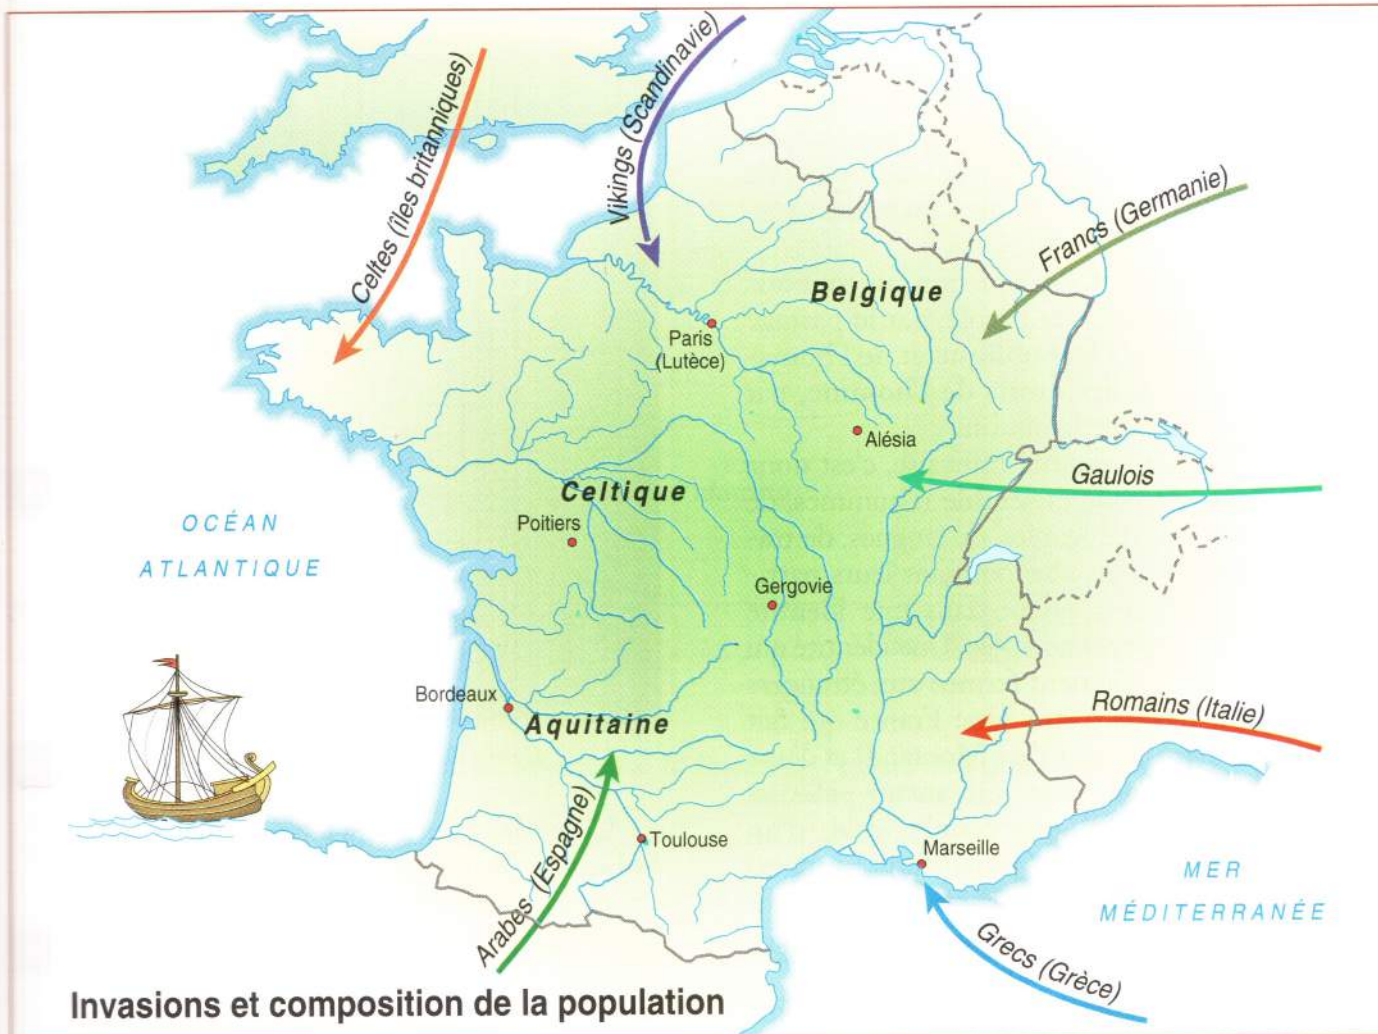 Celtes (îles britanniques)
Vikings (Scandinavie)
Francs (Germanie)
Belgique
Paris
(Lutèce)
Alésia
Gaulois
Celtique
Poitiers
OCÉAN
ATLANTIQUE
Gergovie
Bordeaux
Aquitaine
Romains (Italie)
Arabes (Espagne)
Toulouse
Marseille
MER
MÉDITERRANÉE
Grecs (Grèce)
Invasions et composition de la population